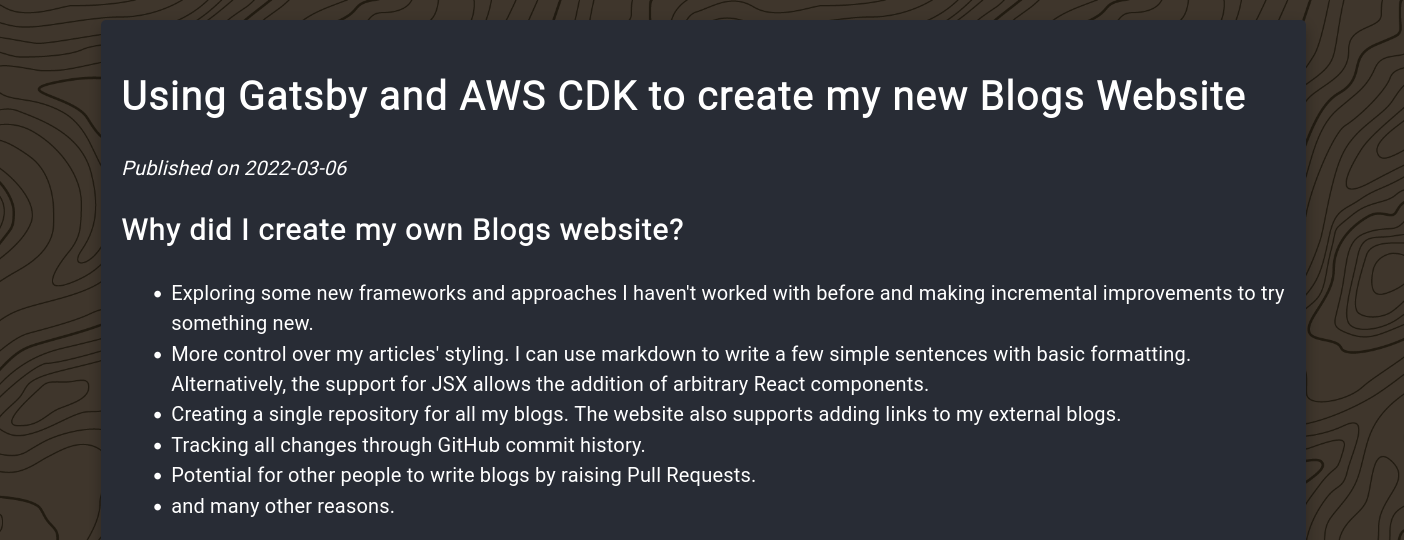 Using Gatsby and AWS CDK to create my new Blogs Website
Published on 2022-03-06
Why did I create my own Blogs website?
• Exploring some new frameworks and approaches I haven't worked with before and making incremental improvements to try
something new.
• More control over my articles' styling. I can use markdown to write a few simple sentences with basic formatting.
Alternatively, the support for JSX allows the addition of arbitrary React components.
• Creating a single repository for all my blogs. The website also supports adding links to my external blogs.
• Tracking all changes through GitHub commit history.
• Potential for other people to write blogs by raising Pull Requests.
• and many other reasons.